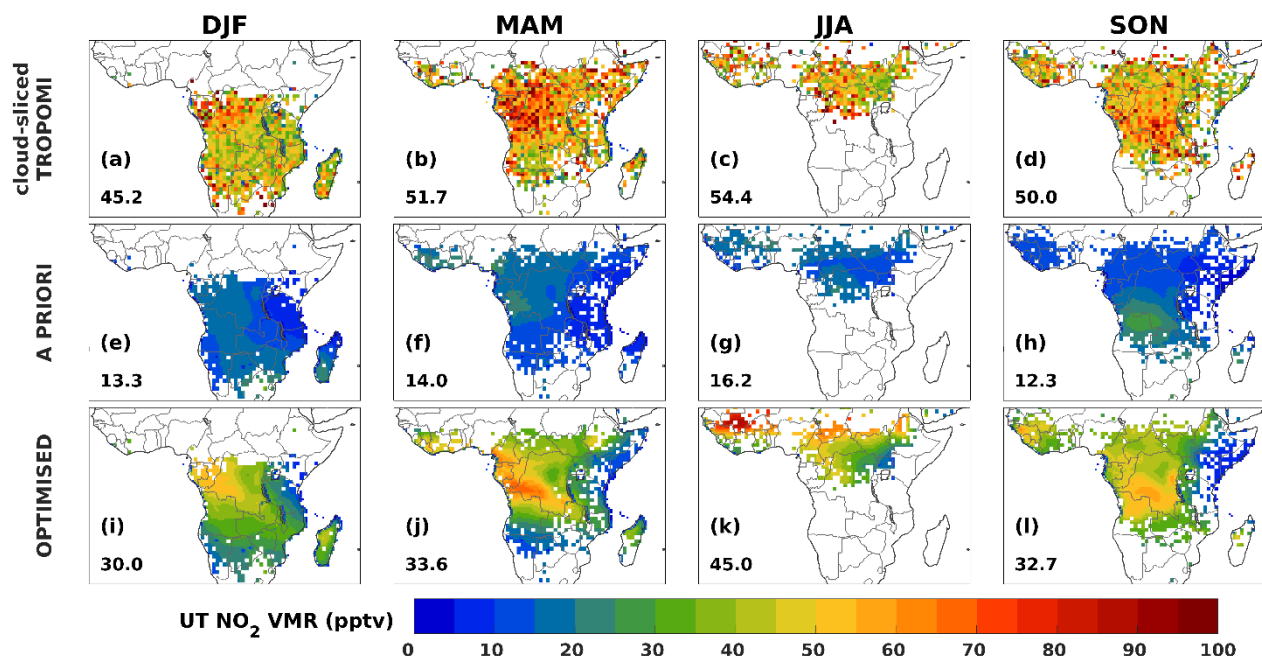 DJF MAM JJA SON
cloud-sliced
TROPOMI
(a) (b) (c) (d)
45.2 51.7 54.4 50.0
A PRIORI
(e) (f) (g) (h)
13.3 14.0 16.2 12.3
OPTIMISED
(i) (j) (k) (l)
30.0 33.6 45.0 32.7
UT NO2 VMR (pptv)
0 10 20 30 40 50 60 70 80 90 100